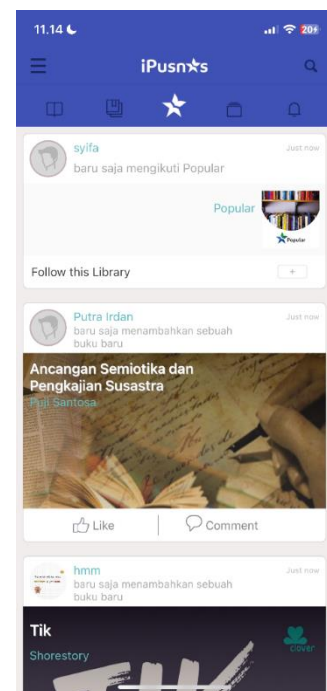 11.14
20+
iPusn★s
syifa
Just now
baru saja mengikuti Popular
Popular
Popular
Follow this Library
+
Putra Irdan
Just now
baru saja menambahkan sebuah
buku baru
Ancangan Semiotika dan
Pengkajian Susastra
Puji Santosa
Like
Comment
hmm
Just now
baru saja menambahkan sebuah
buku baru
Tik
Shorestory
clover